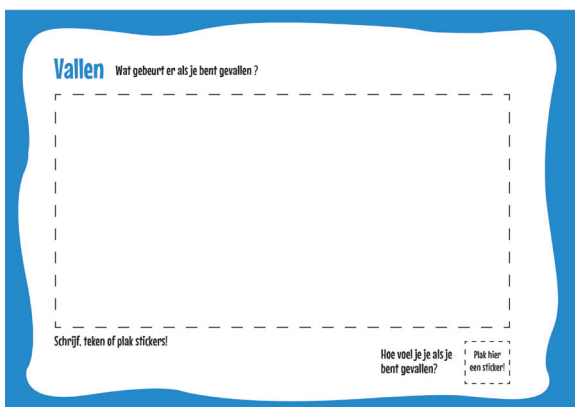 Vallen Wat gebeurt er als je bent gevallen ?
Schrijf, teken of plak stickers!
Hoe voel je je als je
bent gevallen?
Plak hier
een sticker!